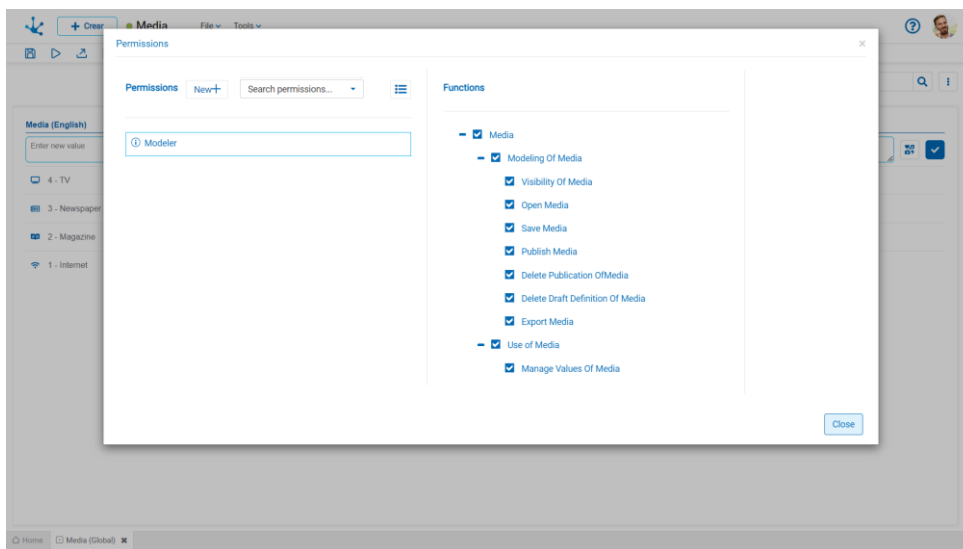 + Crear
Media
File
Tools
Permissions
×
Permissions
New+
Search permissions...
Functions
Modeler
Media
Modeling Of Media
Visibility Of Media
Open Media
Save Media
Publish Media
Delete Publication OfMedia
Delete Draft Definition Of Media
Export Media
Use of Media
Manage Values Of Media
Close
Media (English)
Enter new value
4 - TV
3 - Newspaper
2 - Magazine
1 - Internet
Home
Media (Global)